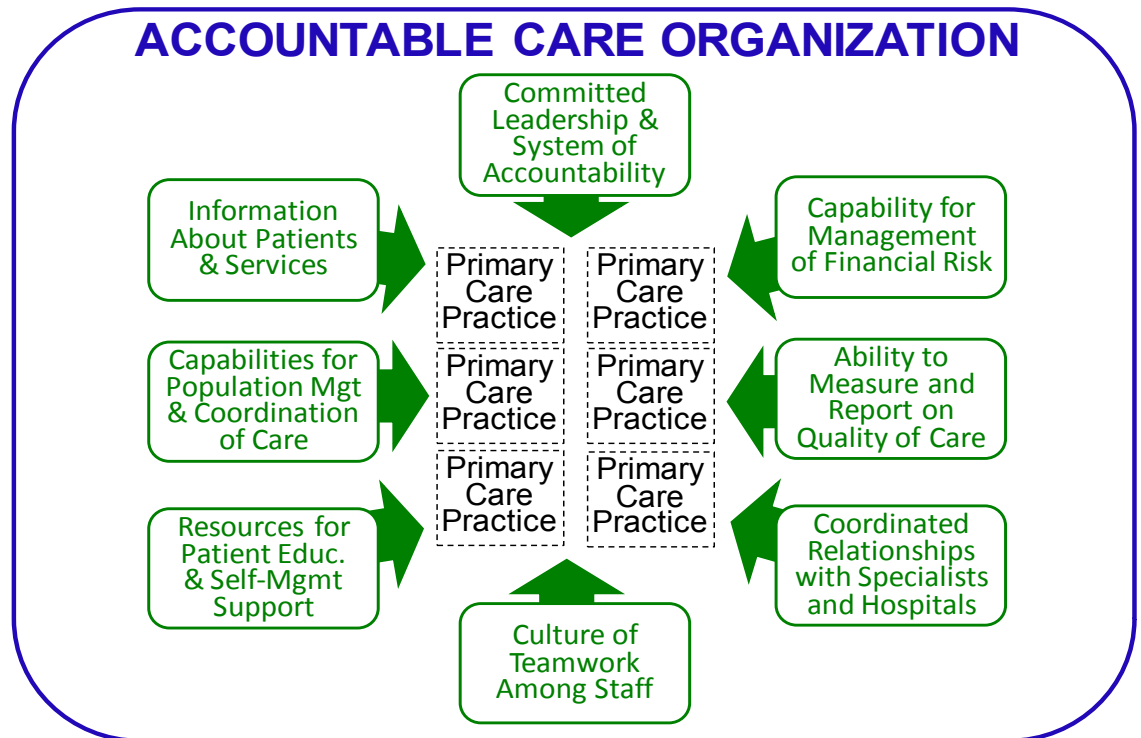 ACCOUNTABLE CARE ORGANIZATION
Committed
Leadership &
System of
Accountability
Information
About Patients
& Services
Capability for
Management
of Financial Risk
Primary
Care
Practice
Primary
Care
Practice
Capabilities for
Population Mgt
& Coordination
of Care
Primary
Care
Practice
Primary
Care
Practice
Ability to
Measure and
Report on
Quality of Care
Resources for
Patient Educ.
& Self-Mgmt
Support
Primary
Care
Practice
Primary
Care
Practice
Coordinated
Relationships
with Specialists
and Hospitals
Culture of
Teamwork
Among Staff